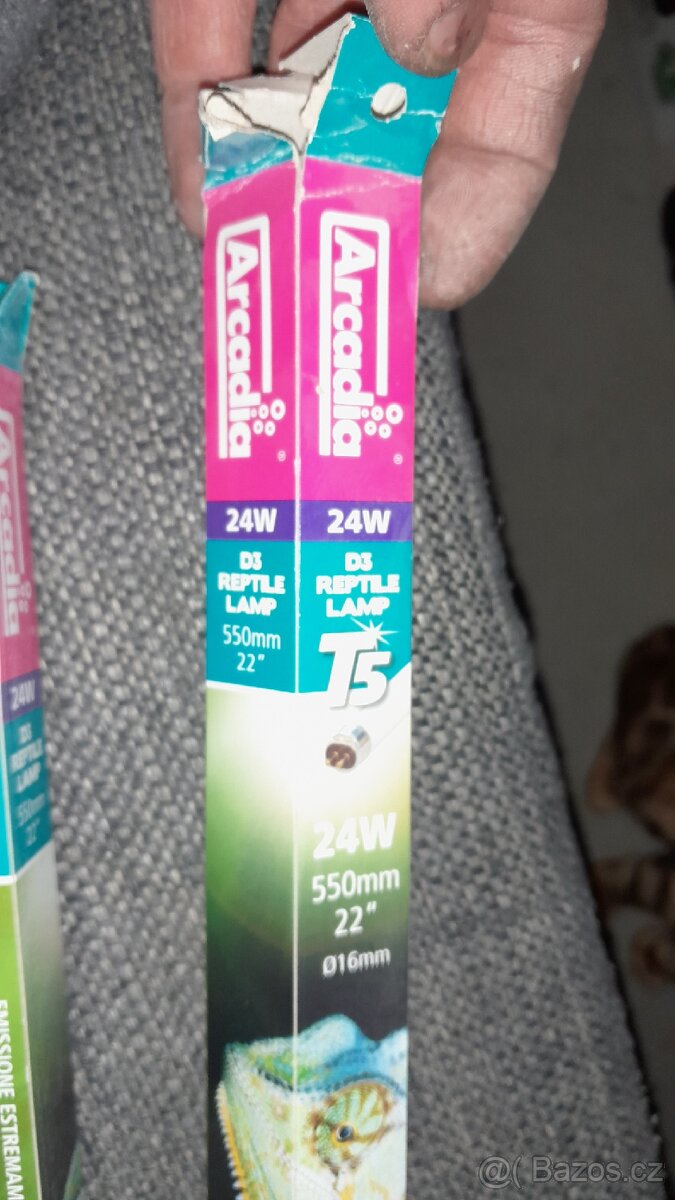 Arcadia
®
24W
D3
REPTILE
LAMP
550mm
22"
Arcadia
®
24W
D3
REPTILE
LAMP
T5
24W
550mm
22"
Ø16mm
Arcadia
24W
D3
REPTILE
LAMP
550mm
22"
EMISSIONE ESTREMAM
@( Bazoš.cz